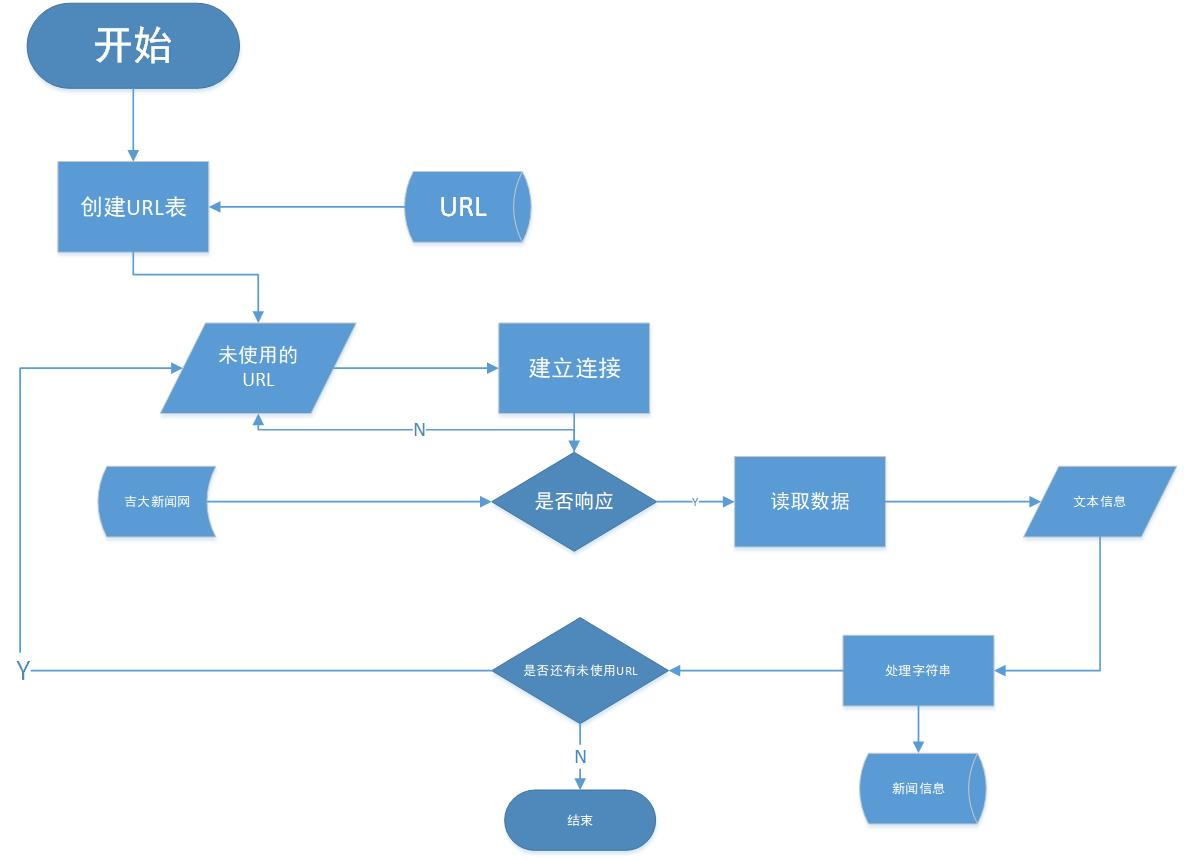 开始
创建URL表
URL
未使用的
URL
建立连接
N
吉大新闻网
是否响应
Y
读取数据
文本信息
Y
是否还有未使用URL
处理字符串
N
新闻信息
结束